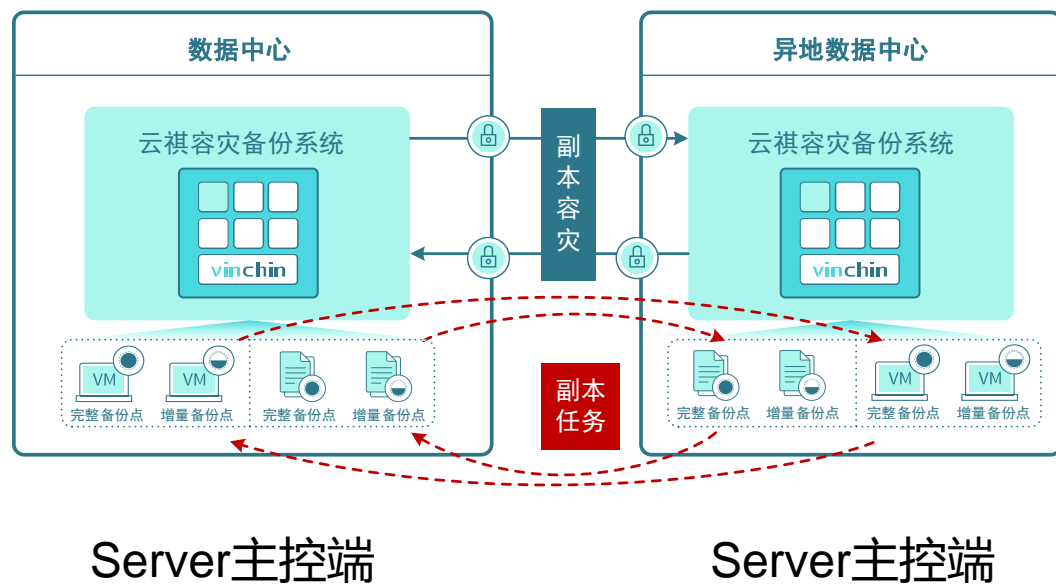 数据中心
云祺容灾备份系统
vinchin
VM
VM
完整备份点
增量备份点
完整备份点
增量备份点
副本容灾
副本
任务
异地数据中心
云祺容灾备份系统
vinchin
VM
VM
完整备份点
增量备份点
完整备份点
增量备份点
Server主控端
Server主控端